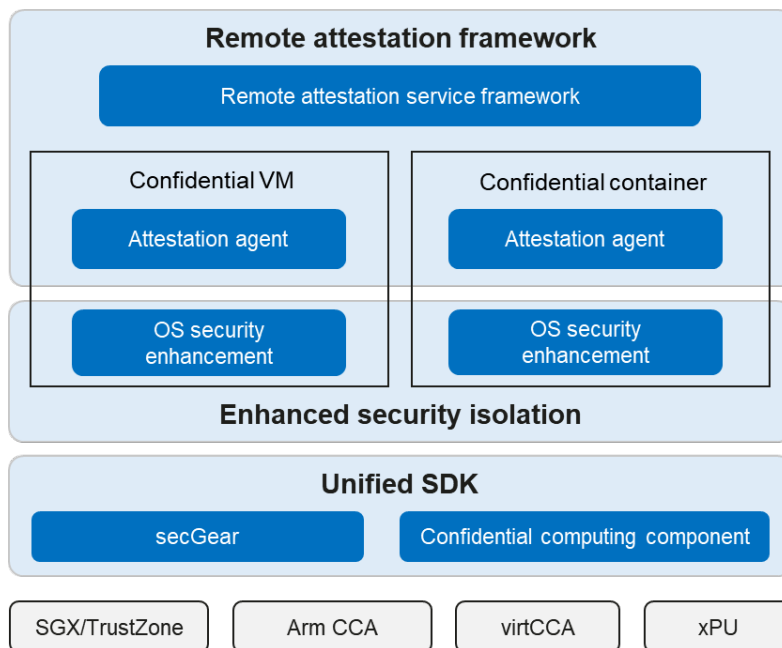 Remote attestation framework
Remote attestation service framework
Confidential VM
Confidential container
Attestation agent
Attestation agent
OS security
enhancement
OS security
enhancement
Enhanced security isolation
Unified SDK
secGear
Confidential computing component
SGX/TrustZone
Arm CCA
virtCCA
xPU